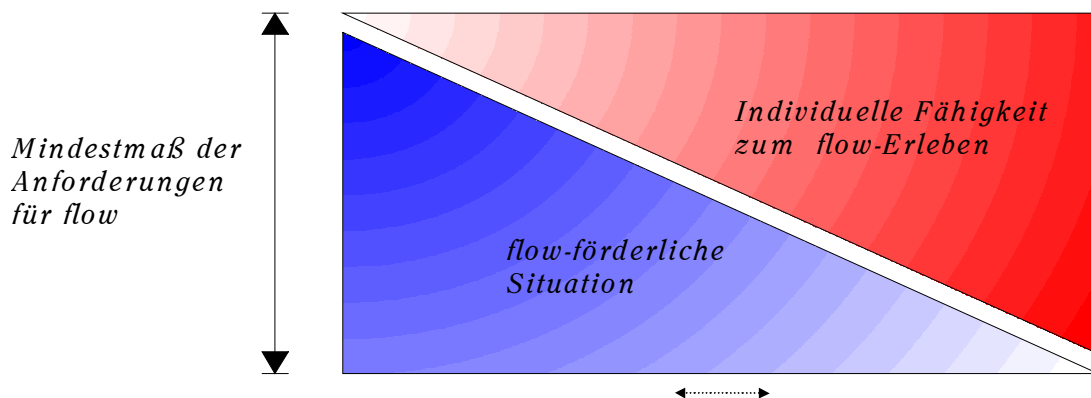 Mindestmaß der
Anforderungen
für flow
Individuelle Fähigkeit
zum flow-Erleben
flow-förderliche
Situation